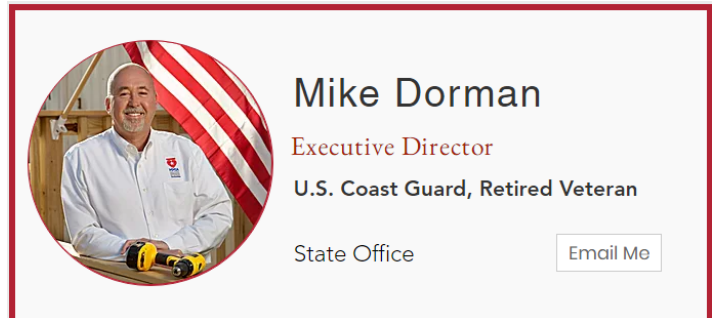 Mike Dorman
Executive Director
U.S. Coast Guard, Retired Veteran
State Office
Email Me